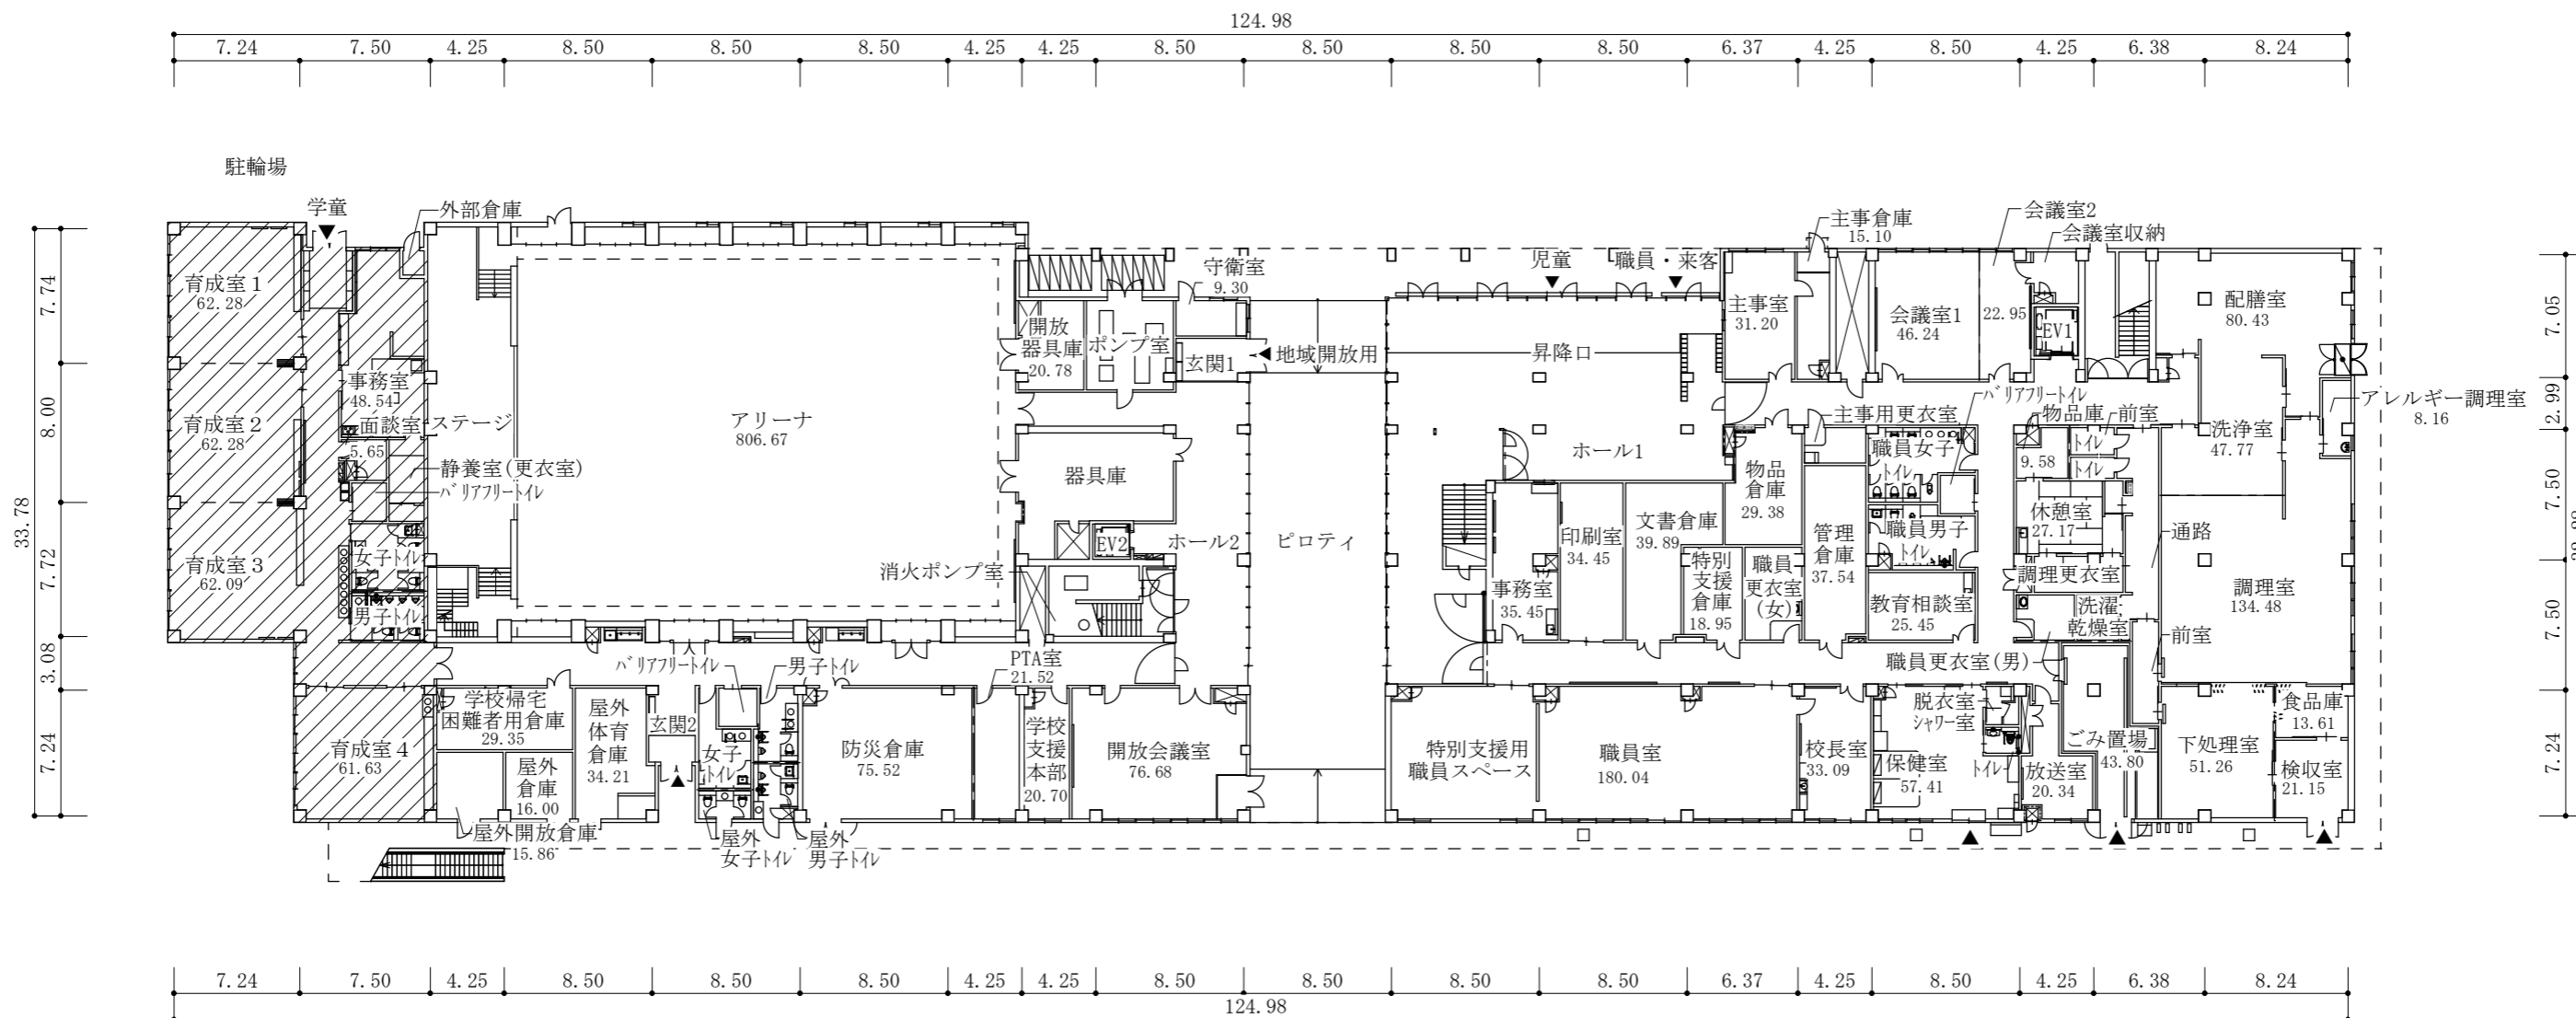 124.98
7.24 7.50 4.25 8.50 8.50 8.50 4.25 4.25 8.50 8.50 8.50 8.50 6.37 4.25 8.50 4.25 6.38 8.24
駐輪場
学童
外部倉庫
育成室1
62.28
育成室2
62.28
育成室3
62.09
事務室
48.54
面談室
5.65
ステージ
静養室(更衣室)
バリアフリートイレ
女子トイレ
男子トイレ
アリーナ
806.67
開放
器具庫
20.78
ポンプ室
守衛室
9.30
玄関1
地域開放用
器具庫
EV2
ホール2
消火ポンプ室
ピロティ
児童
職員・来客
昇降口
ホール1
主事倉庫
15.10
主事室
31.20
会議室1
46.24
会議室2
22.95
会議室収納
EV1
配膳室
80.43
バリアフリートイレ
主事用更衣室
物品庫
9.58
前室
トイレ
トイレ
洗浄室
47.77
アレルギー調理室
8.16
職員女子
トイレ
職員男子
トイレ
物品
倉庫
29.38
管理
倉庫
37.54
休憩室
27.17
通路
調理更衣室
調理室
134.48
洗濯・
乾燥室
前室
事務室
35.45
印刷室
34.45
文書倉庫
39.89
特別
支援
倉庫
18.95
職員
更衣室
(女)
教育相談室
25.45
職員更衣室(男)
育成室4
61.63
学校帰宅
困難者用倉庫
29.35
屋外
倉庫
16.00
屋外開放倉庫
15.86
屋外
体育
倉庫
34.21
玄関2
バリアフリートイレ
男子トイレ
女子
トイレ
屋外
女子トイレ
屋外
男子トイレ
防災倉庫
75.52
PTA室
21.52
学校
支援
本部
20.70
開放会議室
76.68
特別支援用
職員スペース
職員室
180.04
校長室
33.09
保健室
57.41
脱衣室
シャワー室
トイレ
放送室
20.34
ごみ置場
43.80
下処理室
51.26
食品庫
13.61
検収室
21.15
33.78
7.74
8.00
7.72
3.08
7.24
7.05
2.99
7.50
7.50
7.24
7.24 7.50 4.25 8.50 8.50 8.50 4.25 4.25 8.50 8.50 8.50 8.50 6.37 4.25 8.50 4.25 6.38 8.24
124.98